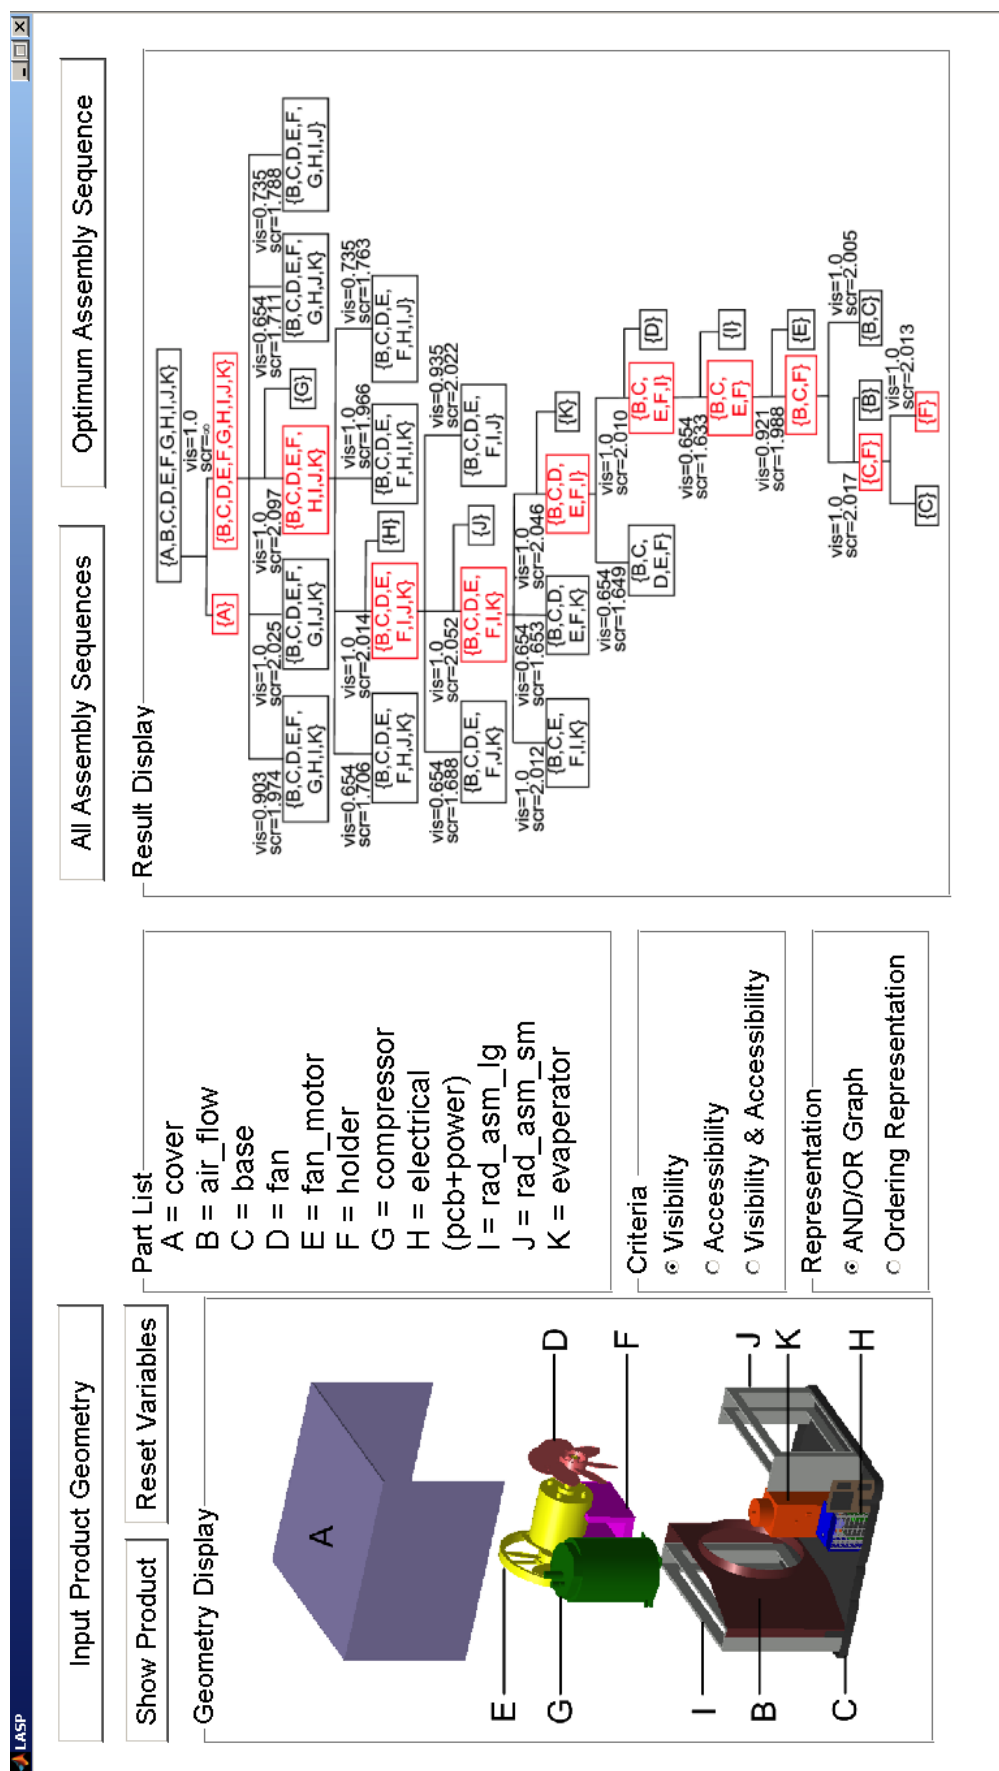 LASP
Input Product Geometry
All Assembly Sequences
Optimum Assembly Sequence
Show Product
Reset Variables
Geometry Display
A
E
G
D
F
I
B
C
J
K
H
Part List
A = cover
B = air_flow
C = base
D = fan
E = fan_motor
F = holder
G = compressor
H = electrical
(pcb+power)
I = rad_asm_lg
J = rad_asm_sm
K = evaperator
Criteria
Visibility
Accessibility
Visibility & Accessibility
Representation
AND/OR Graph
Ordering Representation
Result Display
{A,B,C,D,E,F,G,H,I,J,K}
vis=1.0
scr=∞
{A}
{B,C,D,E,F,G,H,I,J,K}
vis=0.903
scr=1.974
vis=1.0
scr=2.025
vis=1.0
scr=2.097
vis=0.654
scr=1.711
vis=0.735
scr=1.788
{B,C,D,E,F,
G,H,I,K}
{B,C,D,E,F,
G,I,J,K}
{B,C,D,E,F,
H,I,J,K}
{G}
{B,C,D,E,F,
G,H,J,K}
{B,C,D,E,F,
G,H,I,J}
vis=0.654
scr=1.706
vis=1.0
scr=2.014
vis=1.0
scr=1.966
vis=0.735
scr=1.763
{B,C,D,E,
F,H,J,K}
{B,C,D,E,
F,I,J,K}
{H}
{B,C,D,E,
F,H,I,K}
{B,C,D,E,
F,H,I,J}
vis=0.654
scr=1.688
vis=1.0
scr=2.052
vis=0.935
scr=2.022
{B,C,D,E,
F,J,K}
{B,C,D,E,
F,I,K}
{J}
{B,C,D,E,
F,I,J}
vis=1.0
scr=2.012
vis=0.654
scr=1.653
vis=1.0
scr=2.046
{B,C,E,
F,I,K}
{B,C,D,
E,F,K}
{B,C,D,
E,F,I}
{K}
vis=0.654
scr=1.649
vis=1.0
scr=2.010
{B,C,
D,E,F}
{B,C,
E,F,I}
{D}
vis=0.654
scr=1.633
{B,C,
E,F}
{I}
vis=0.921
scr=1.988
{B,C,F}
{E}
vis=1.0
scr=2.017
vis=1.0
scr=2.005
{C,F}
{B}
{B,C}
vis=1.0
scr=2.013
{C}
{F}